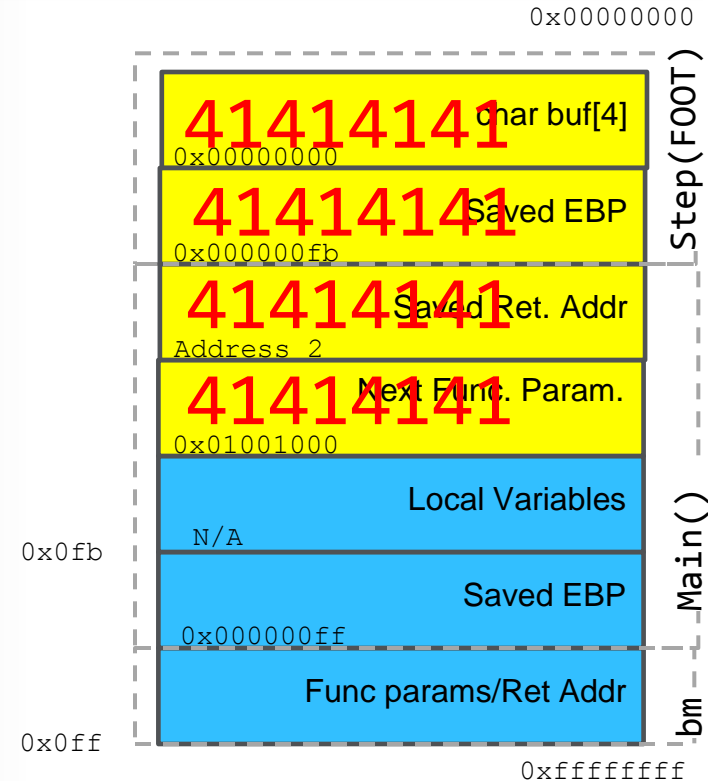 0x00000000
41414141
char buf[4]
0x00000000
41414141
Saved EBP
0x000000fb
41414141
Saved Ret. Addr
Address 2
41414141
Next Func. Param.
0x01001000
Local Variables
N/A
0x0fb
Saved EBP
0x000000ff
Func params/Ret Addr
0x0ff
0xffffffff
Step(FOOT)
Main()
bm